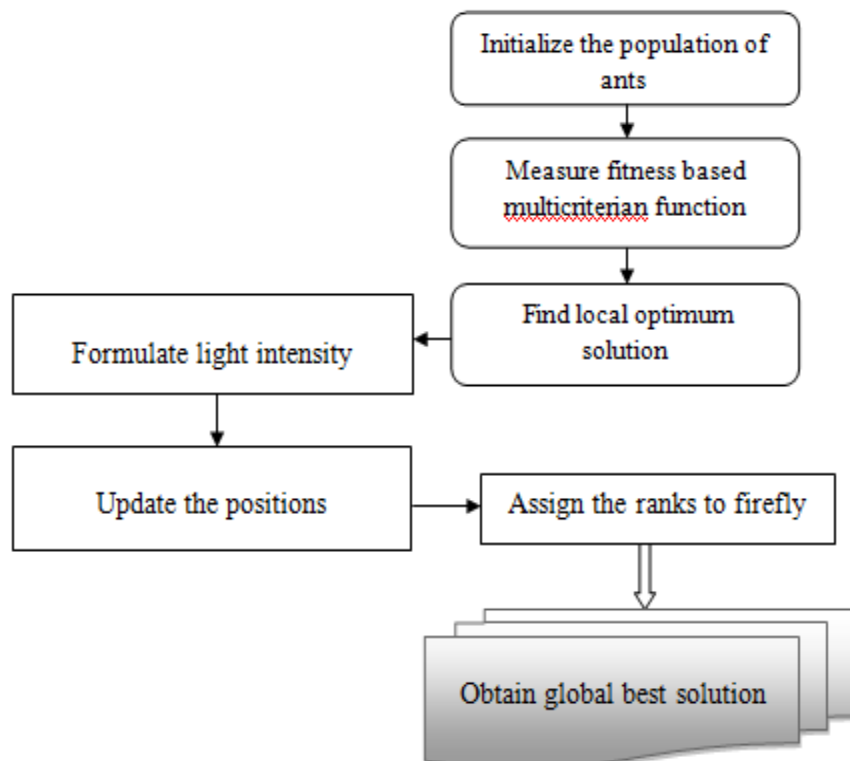 Initialize the population of
ants
Measure fitness based
multicriterian function
Find local optimum
solution
Formulate light intensity
Update the positions
Assign the ranks to firefly
Obtain global best solution